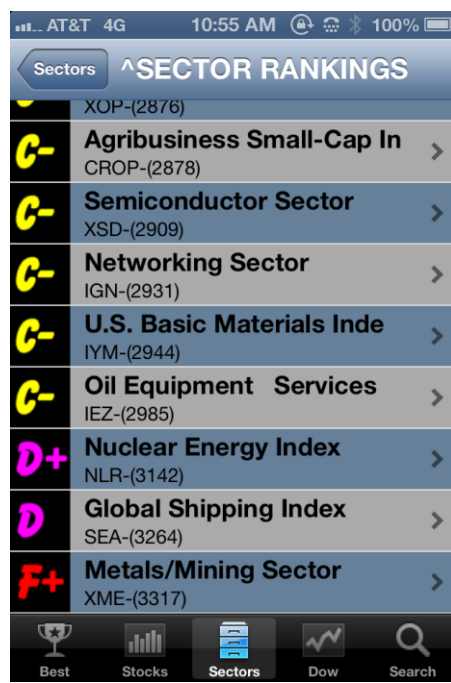 AT&T 4G 10:55 AM 100%
Sectors ^SECTOR RANKINGS
XOP-(2876)
C- Agribusiness Small-Cap In
CROP-(2878)
C- Semiconductor Sector
XSD-(2909)
C- Networking Sector
IGN-(2931)
C- U.S. Basic Materials Inde
IYM-(2944)
C- Oil Equipment   Services
IEZ-(2985)
D+ Nuclear Energy Index
NLR-(3142)
D Global Shipping Index
SEA-(3264)
F+ Metals/Mining Sector
XME-(3317)
Best Stocks Sectors Dow Search